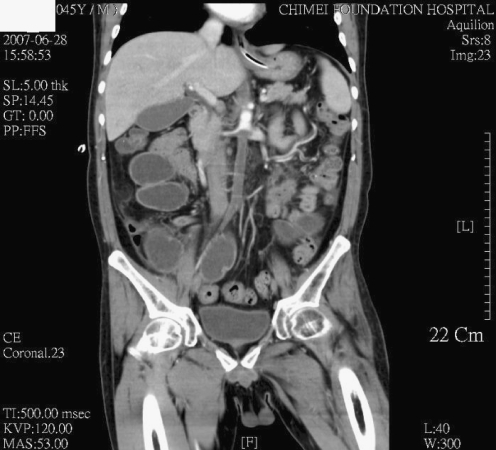 045Y / M
CHIMEI FOUNDATION HOSPITAL
2007-06-28
Aquilion
15:58:53
Srs:8
Img:23
SL:5.00 thk
SP:14.45
GT: 0.00
PP:FFS
[L]
22 Cm
CE
Coronal.23
TI:500.00 msec
KVP:120.00
MAS:53.00
[F]
L:40
W:300